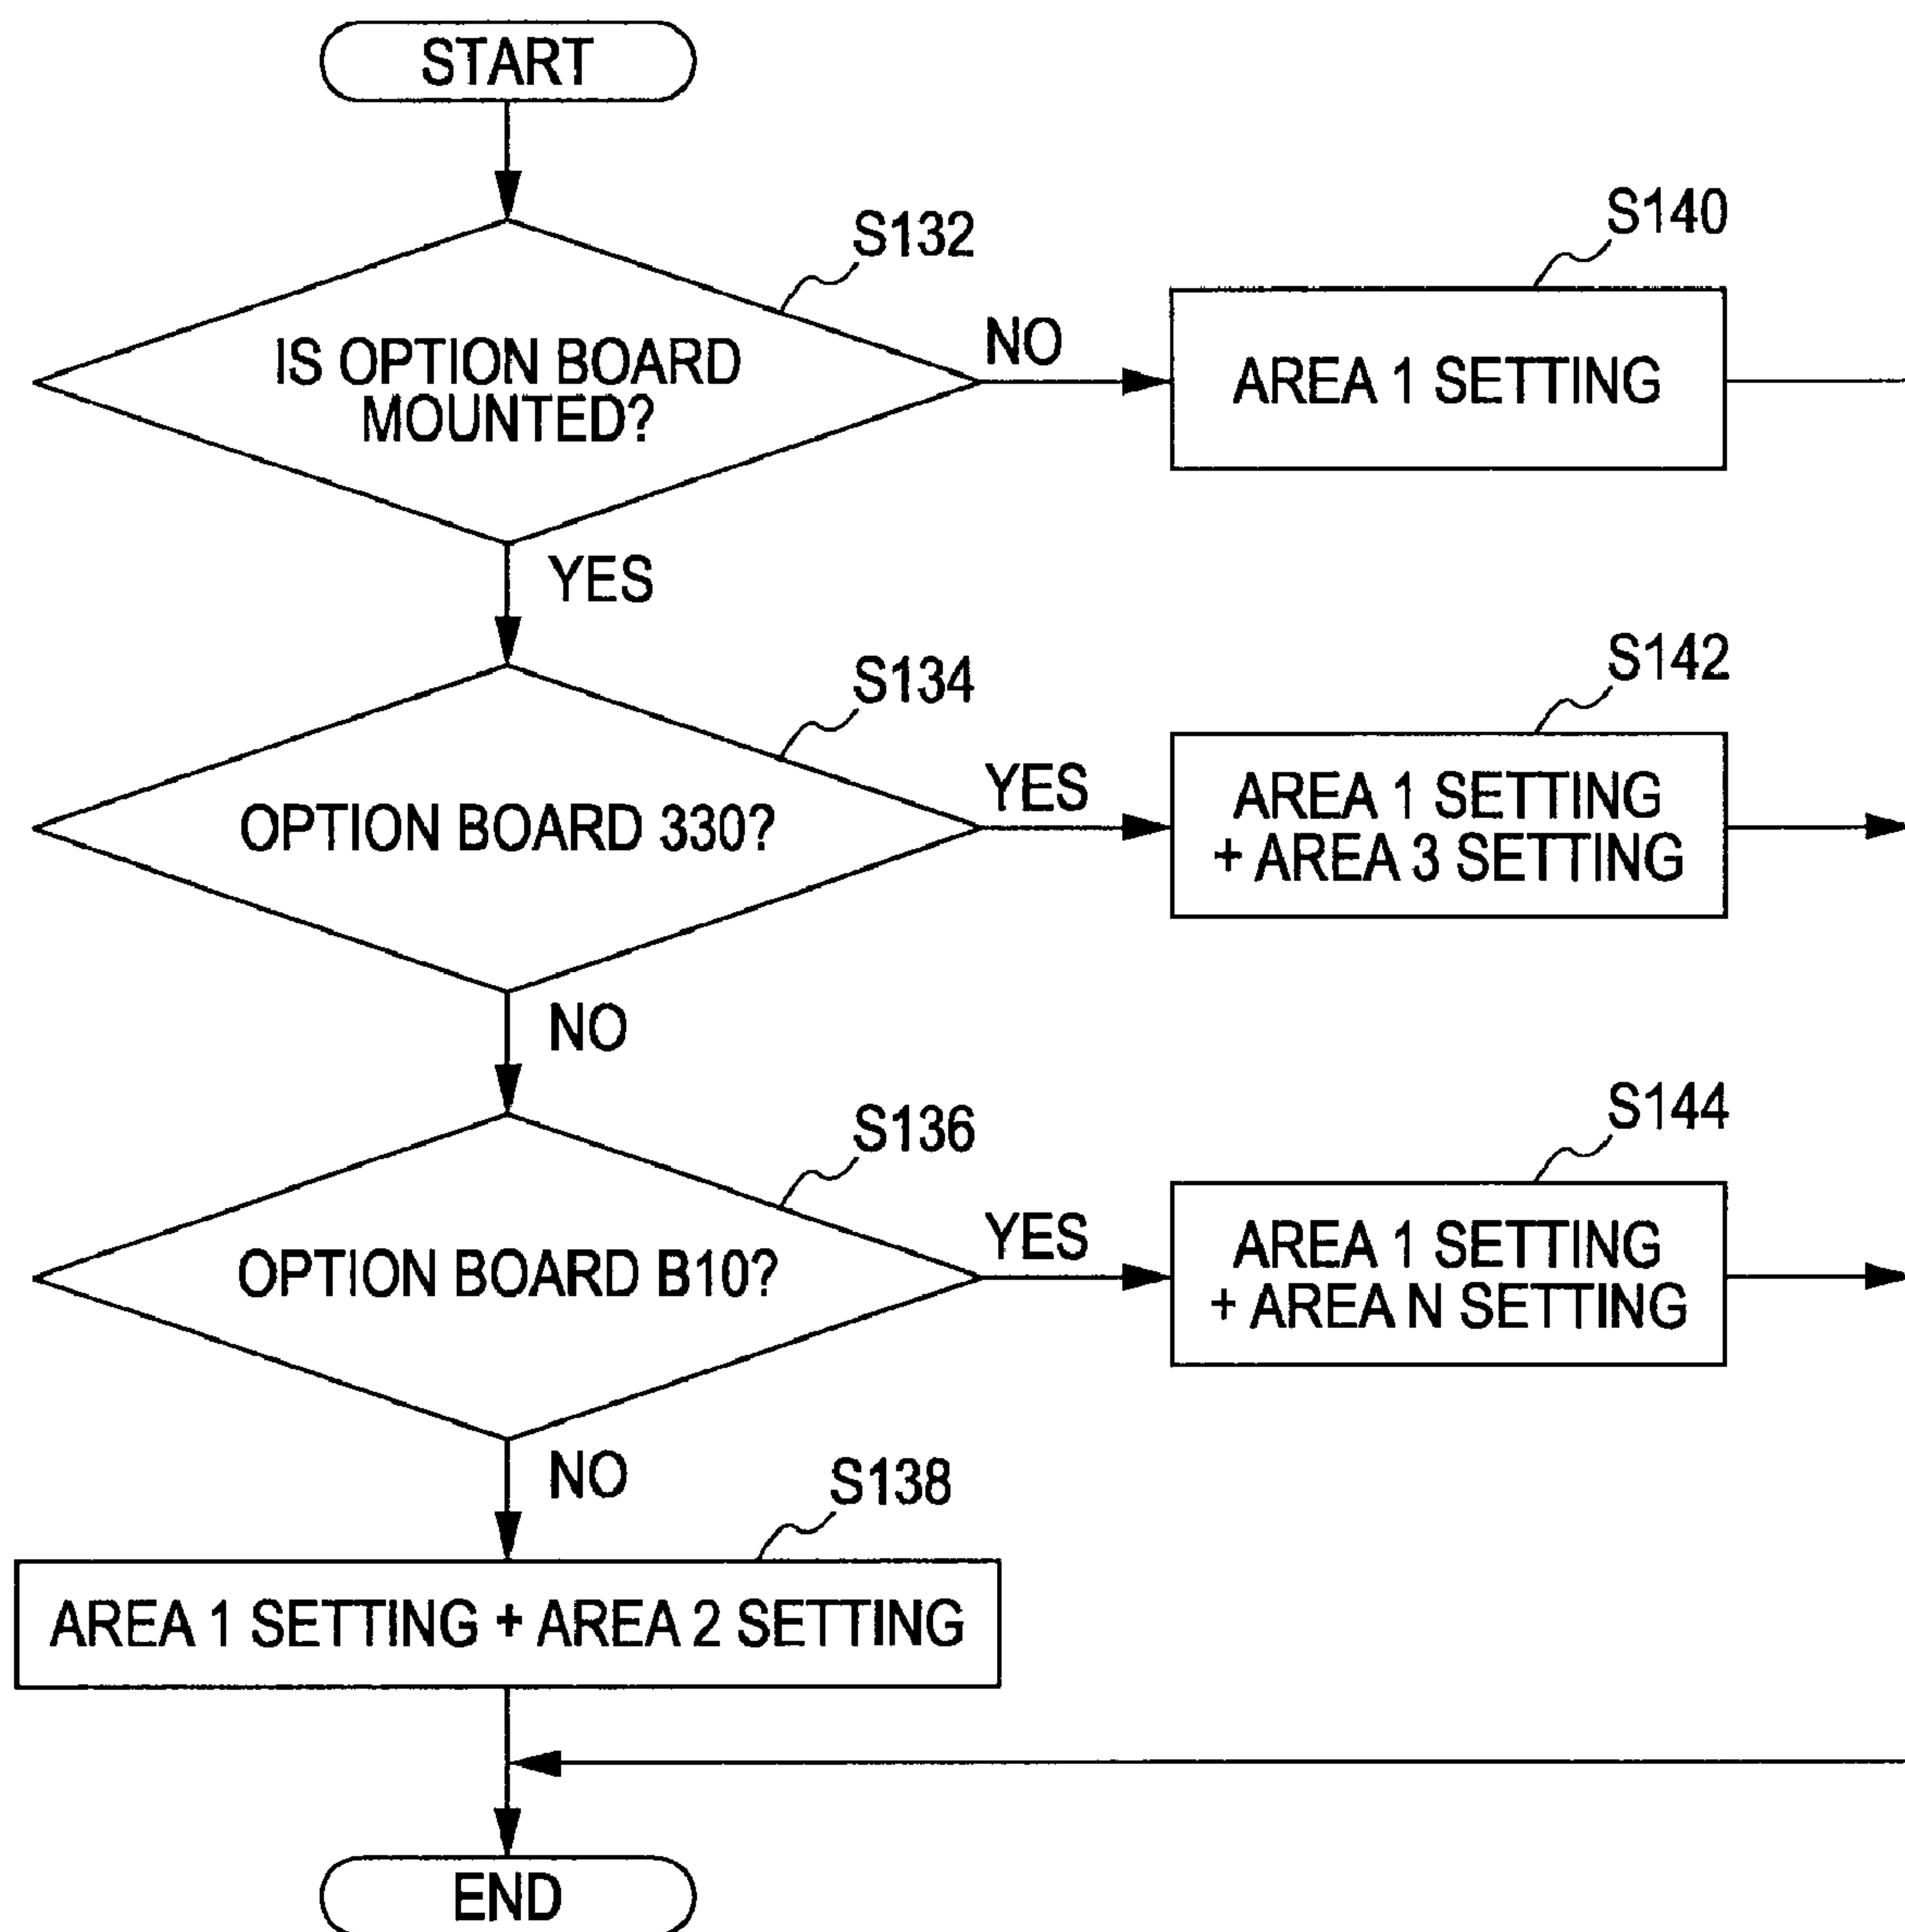 START
S132
IS OPTION BOARD
MOUNTED?
NO
S140
AREA 1 SETTING
YES
S134
OPTION BOARD 330?
YES
S142
AREA 1 SETTING
+ AREA 3 SETTING
NO
S136
OPTION BOARD B10?
YES
S144
AREA 1 SETTING
+ AREA N SETTING
NO
S138
AREA 1 SETTING + AREA 2 SETTING
END